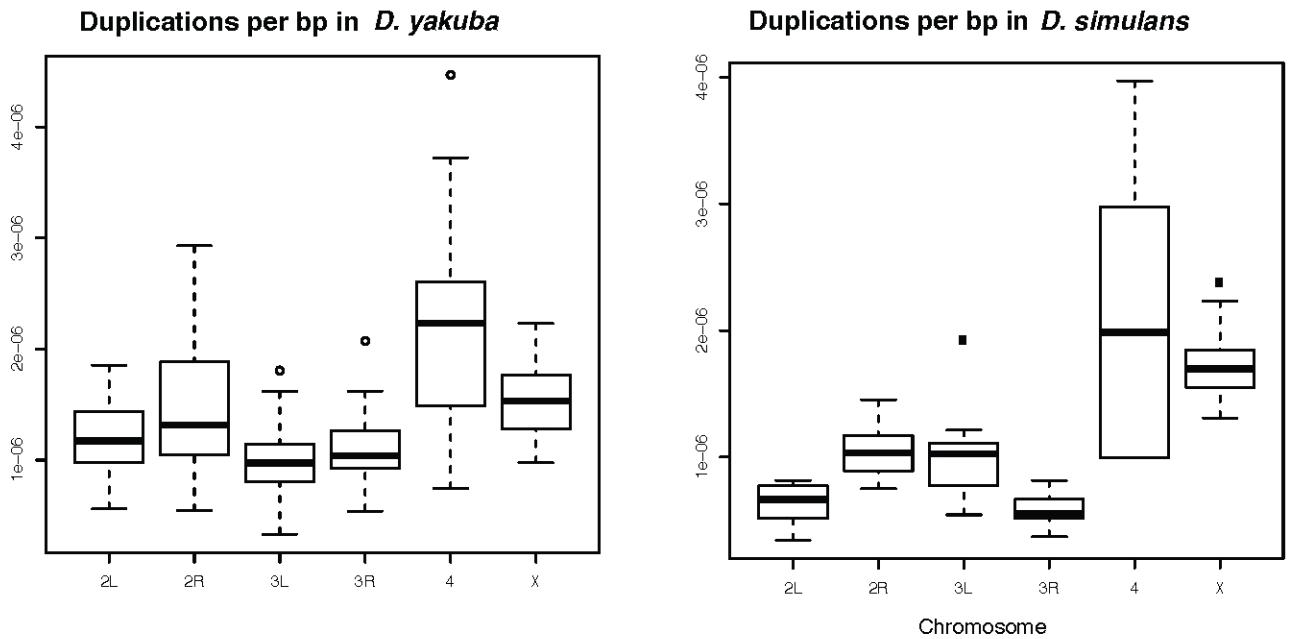 Duplications per bp in D. yakuba
4e−06
3e−06
2e−06
1e−06
2L 2R 3L 3R 4 X
Duplications per bp in D. simulans
4e−06
3e−06
2e−06
1e−06
2L 2R 3L 3R 4 X
Chromosome